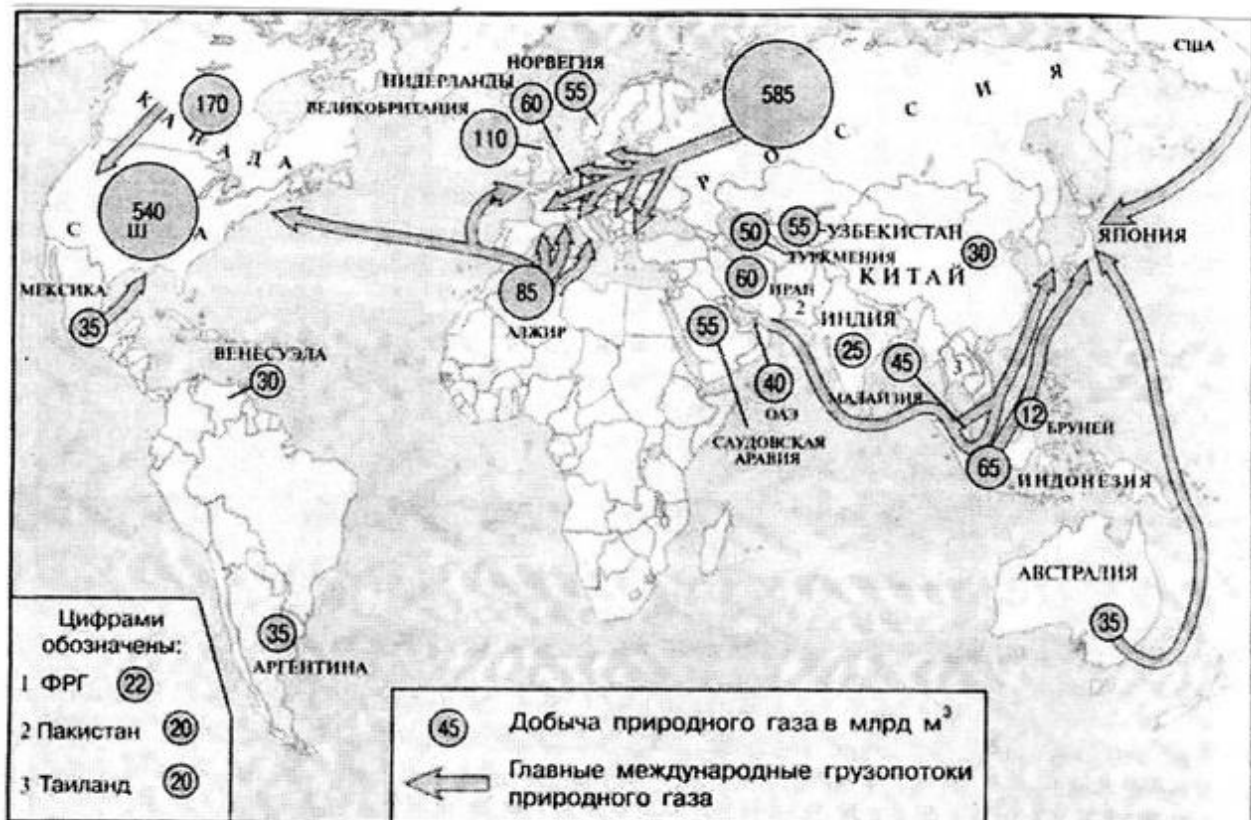 США
НОРВЕГИЯ
НИДЕРЛАНДЫ
ВЕЛИКОБРИТАНИЯ
55
60
110
585
РОССИЯ
170
КАНАДА
540
США
МЕКСИКА
35
ВЕНЕСУЭЛА
30
85
АЛЖИР
50
55
УЗБЕКИСТАН
ТУРКМЕНИЯ
30
ЯПОНИЯ
КИТАЙ
60
ИРАН
2
ИНДИЯ
55
25
45
3
40
ОАЭ
МАЛАЙЗИЯ
САУДОВСКАЯ
АРАВИЯ
12
БРУНЕЙ
65
ИНДОНЕЗИЯ
АВСТРАЛИЯ
35
35
АРГЕНТИНА
Цифрами
обозначены:
1 ФРГ 22
2 Пакистан 20
3 Таиланд 20
45 Добыча природного газа в млрд м³
Главные международные грузопотоки
природного газа